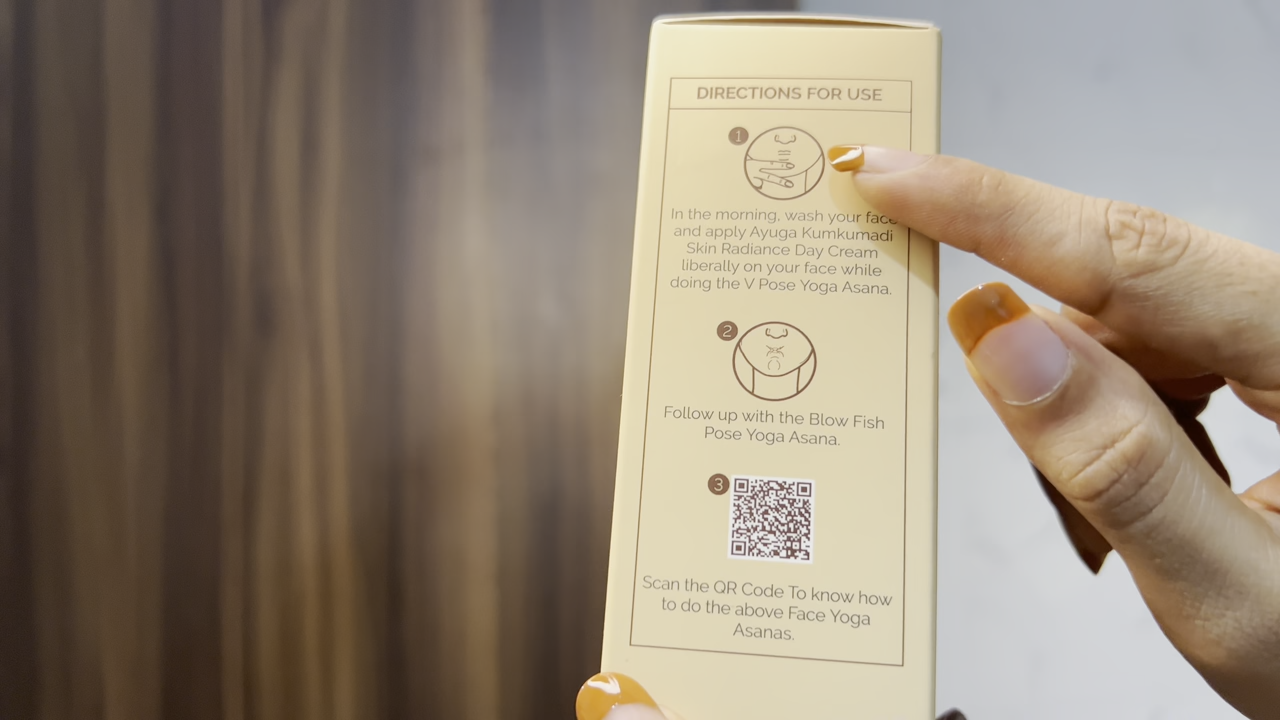 DIRECTIONS FOR USE
1
In the morning, wash your face
and apply Ayuga Kumkumadi
Skin Radiance Day Cream
liberally on your face while
doing the V Pose Yoga Asana.
2
Follow up with the Blow Fish
Pose Yoga Asana.
3
Scan the QR Code To know how
to do the above Face Yoga
Asanas.